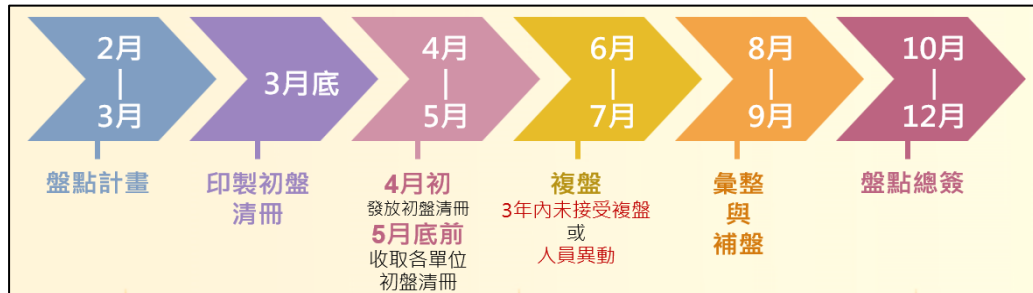 2月
|
3月
3月底
4月
|
5月
6月
|
7月
8月
|
9月
10月
|
12月
盤點計畫
印製初盤
清冊
4月初
發放初盤清冊
5月底前
收取各單位
初盤清冊
複盤
3年內未接受複盤
或
人員異動
彙整
與
補盤
盤點總簽